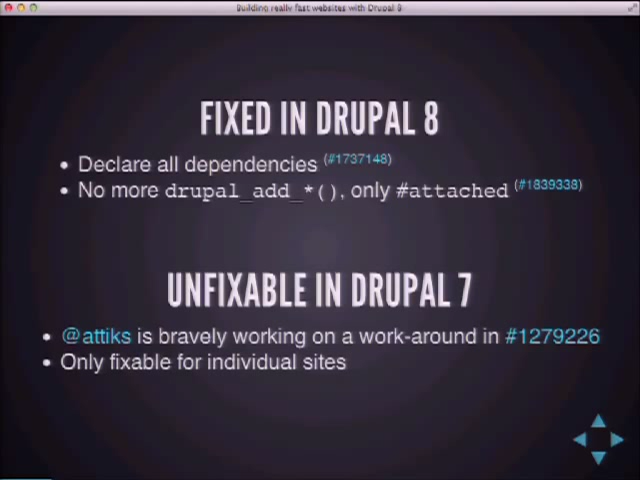 Building really fast websites with Drupal 8
FIXED IN DRUPAL 8
• Declare all dependencies (#1737148)
• No more drupal_add_*(), only #attached (#1839338)
UNFIXABLE IN DRUPAL 7
• @attiks is bravely working on a work-around in #1279226
• Only fixable for individual sites